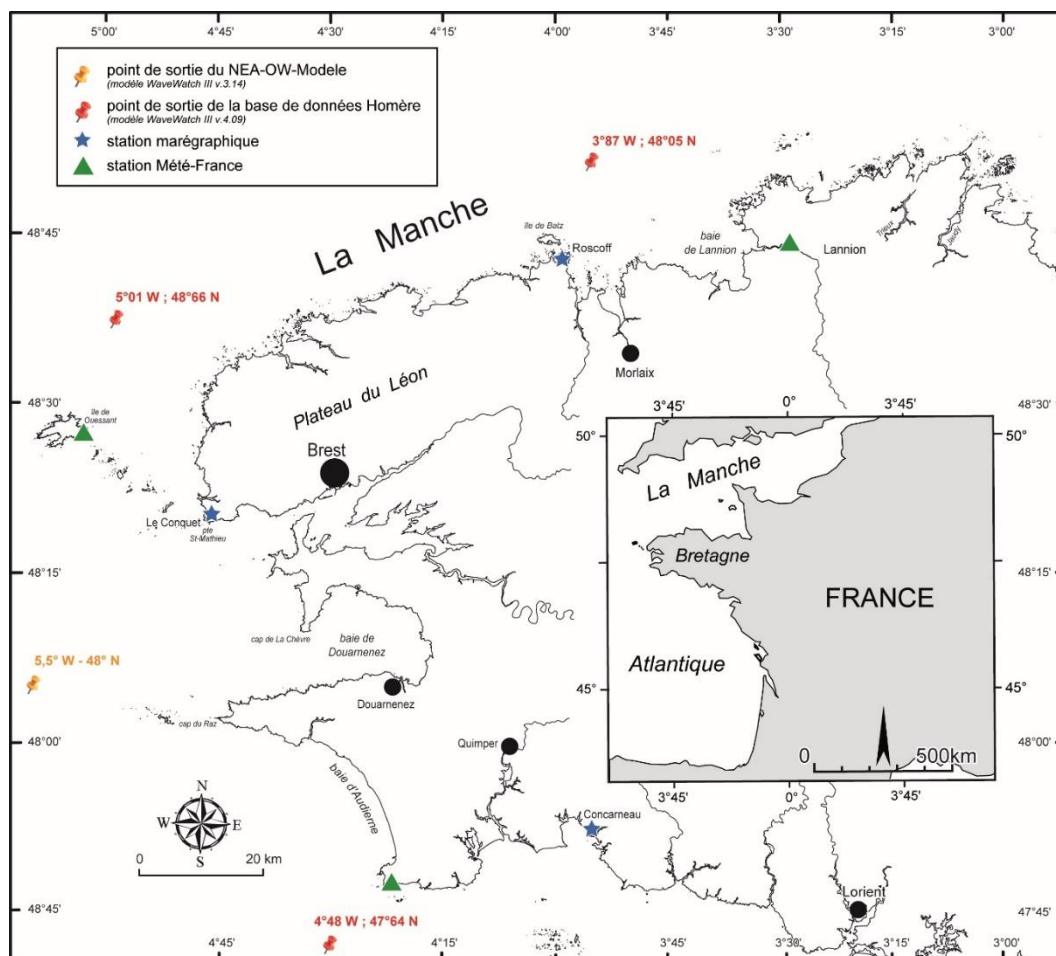 5°00
4°45
4°30
4°15
4°00
3°45
3°30
3°15
3°00
point de sortie du NEA-OW-Modele
(modèle WaveWatch III v.3.14)
point de sortie de la base de données Homère
(modèle WaveWatch III v.4.09)
station marégraphique
station Mété-France
3°87 W ; 48°05 N
La Manche
48°45'
48°45'
île de Batz
Roscoff
baie
de Lannion
Lannion
Trieux
Jaudy
5°01 W ; 48°66 N
Morlaix
Plateau du Léon
48°30'
48°30'
île de
Ouessant
Brest
Le Conquet
pte
St-Mathieu
3°45'
0°
3°45'
50°
50°
La Manche
Bretagne
FRANCE
Atlantique
45°
45°
0
500km
3°45'
0°
3°45'
48°15'
48°15'
cap de La Chèvre
baie de
Douarnenez
5,5° W - 48° N
Douarnenez
cap du Raz
48°00'
48°00'
Quimper
baie d'Audierne
N
W
E
S
0
20 km
Concarneau
Lorient
48°45'
47°45'
4°48 W ; 47°64 N
4°45
4°15
3°45
3°30
3°15
3°00